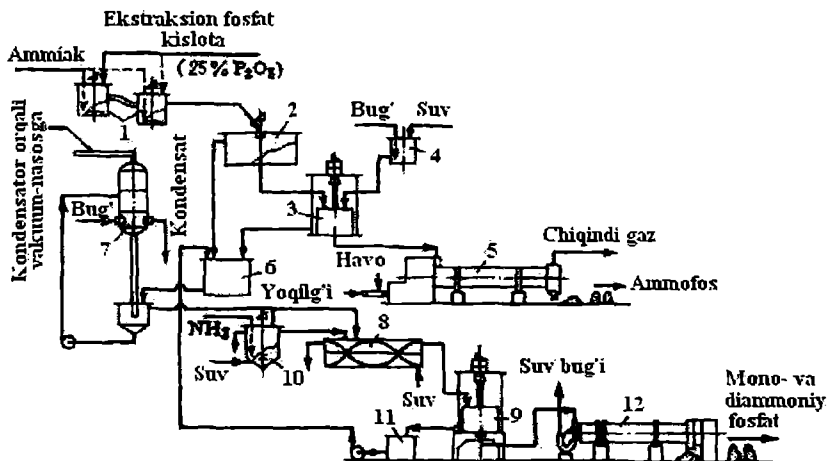 Ekstraksion fosfat
kislota
(25% P₂O₅)
Ammiak
1
2
Bug' Suv
4
Kondensator orqali
vakuum-nasosga
Kondensat
3
Bug'
7
6
Havo
Yoqilg'i
5
Chiqindi gaz
Ammofos
NH₃
Suv
10
8
Suv
9
11
Suv bug'i
12
Mono- va
diammoniy
fosfat